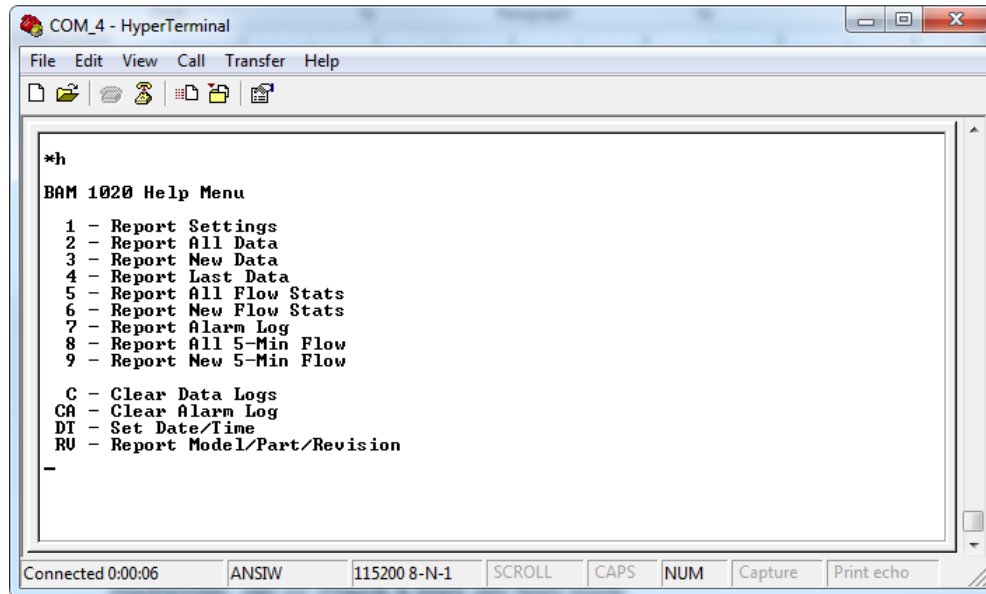 COM_4 - HyperTerminal
File Edit View Call Transfer Help
*h
BAM 1020 Help Menu
1 - Report Settings
2 - Report All Data
3 - Report New Data
4 - Report Last Data
5 - Report All Flow Stats
6 - Report New Flow Stats
7 - Report Alarm Log
8 - Report All 5-Min Flow
9 - Report New 5-Min Flow
C - Clear Data Logs
CA - Clear Alarm Log
DT - Set Date/Time
RV - Report Model/Part/Revision
Connected 0:00:06 ANSIW 115200 8-N-1 SCROLL CAPS NUM Capture Print echo